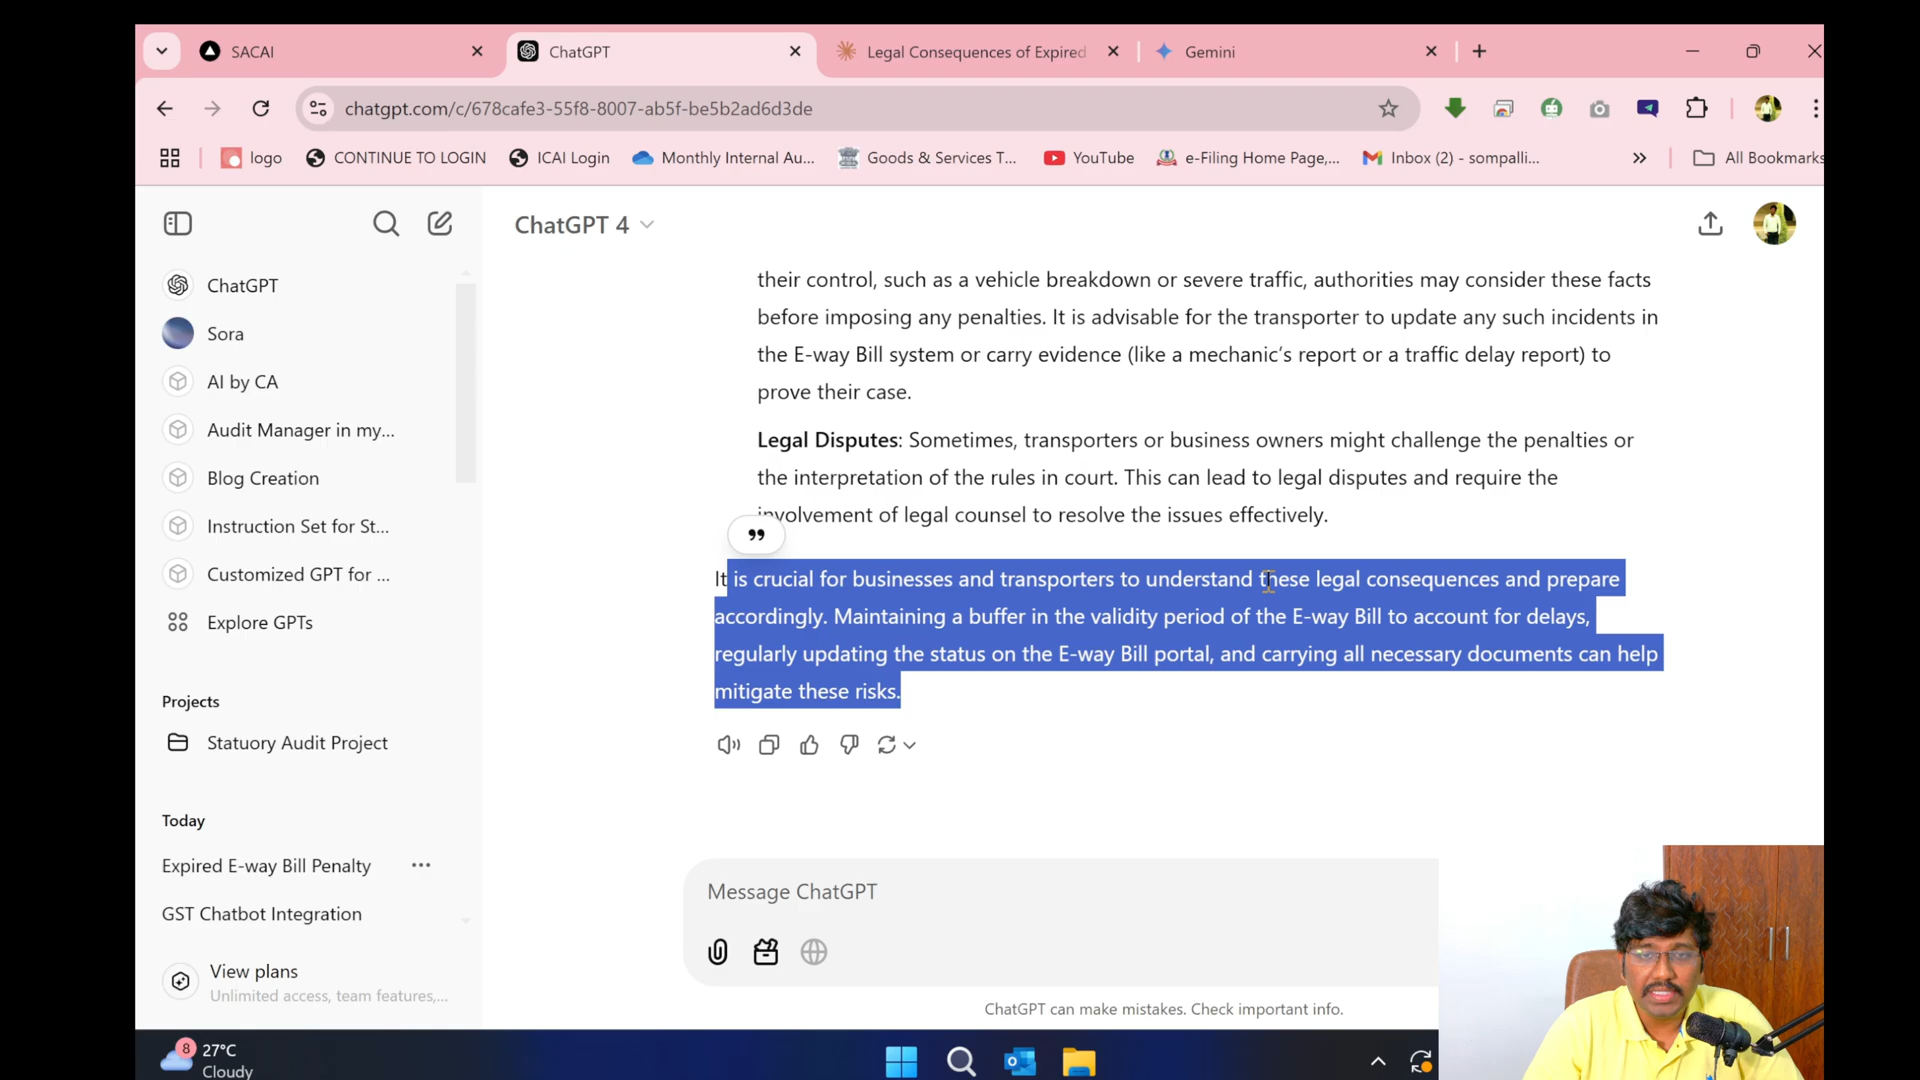 SACAI
ChatGPT
Legal Consequences of Expired
Gemini
chatgpt.com/c/678cafe3-55f8-8007-ab5f-be5b2ad6d3de
logo
CONTINUE TO LOGIN
ICAI Login
Monthly Internal Au...
Goods & Services T...
YouTube
e-Filing Home Page,...
Inbox (2) - sompalli...
All Bookmarks
ChatGPT 4
ChatGPT
Sora
AI by CA
Audit Manager in my...
Blog Creation
Instruction Set for St...
Customized GPT for ...
Explore GPTs
Projects
Statuory Audit Project
Today
Expired E-way Bill Penalty
GST Chatbot Integration
View plans
Unlimited access, team features,...
their control, such as a vehicle breakdown or severe traffic, authorities may consider these facts
before imposing any penalties. It is advisable for the transporter to update any such incidents in
the E-way Bill system or carry evidence (like a mechanic's report or a traffic delay report) to
prove their case.
Legal Disputes: Sometimes, transporters or business owners might challenge the penalties or
the interpretation of the rules in court. This can lead to legal disputes and require the
involvement of legal counsel to resolve the issues effectively.
It is crucial for businesses and transporters to understand these legal consequences and prepare
accordingly. Maintaining a buffer in the validity period of the E-way Bill to account for delays,
regularly updating the status on the E-way Bill portal, and carrying all necessary documents can help
mitigate these risks.
Message ChatGPT
ChatGPT can make mistakes. Check important info.
8
27°C
Cloudy